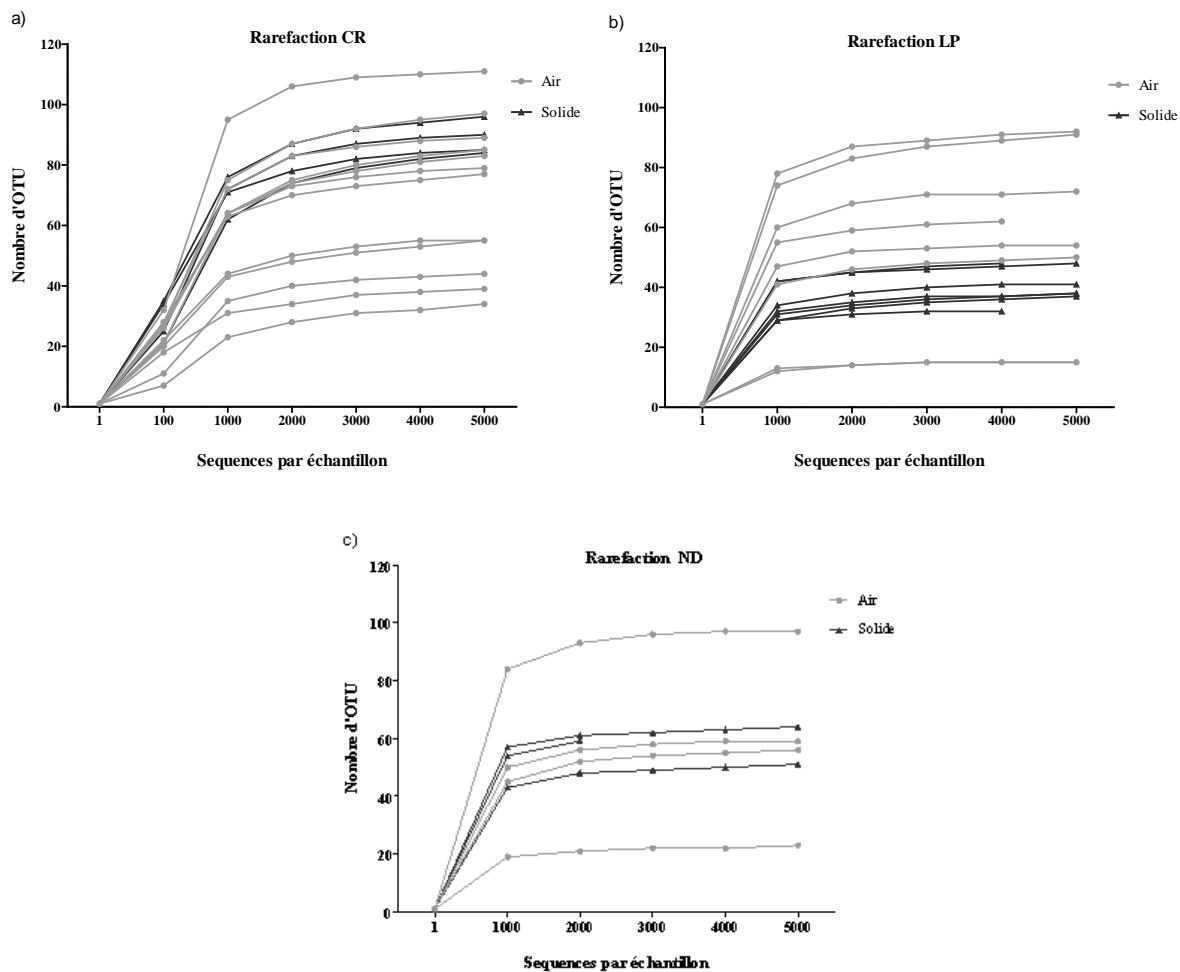 a)
Rarefaction CR
120
100
80
60
40
20
0
Nombre d'OTU
1 100 1000 2000 3000 4000 5000
Sequences par échantillon
Air
Solide
b)
Rarefaction LP
120
100
80
60
40
20
0
Nombre d'OTU
1 1000 2000 3000 4000 5000
Sequences par échantillon
Air
Solide
c)
Rarefaction ND
120
100
80
60
40
20
0
Nombre d'OTU
1 1000 2000 3000 4000 5000
Sequences par échantillon
Air
Solide